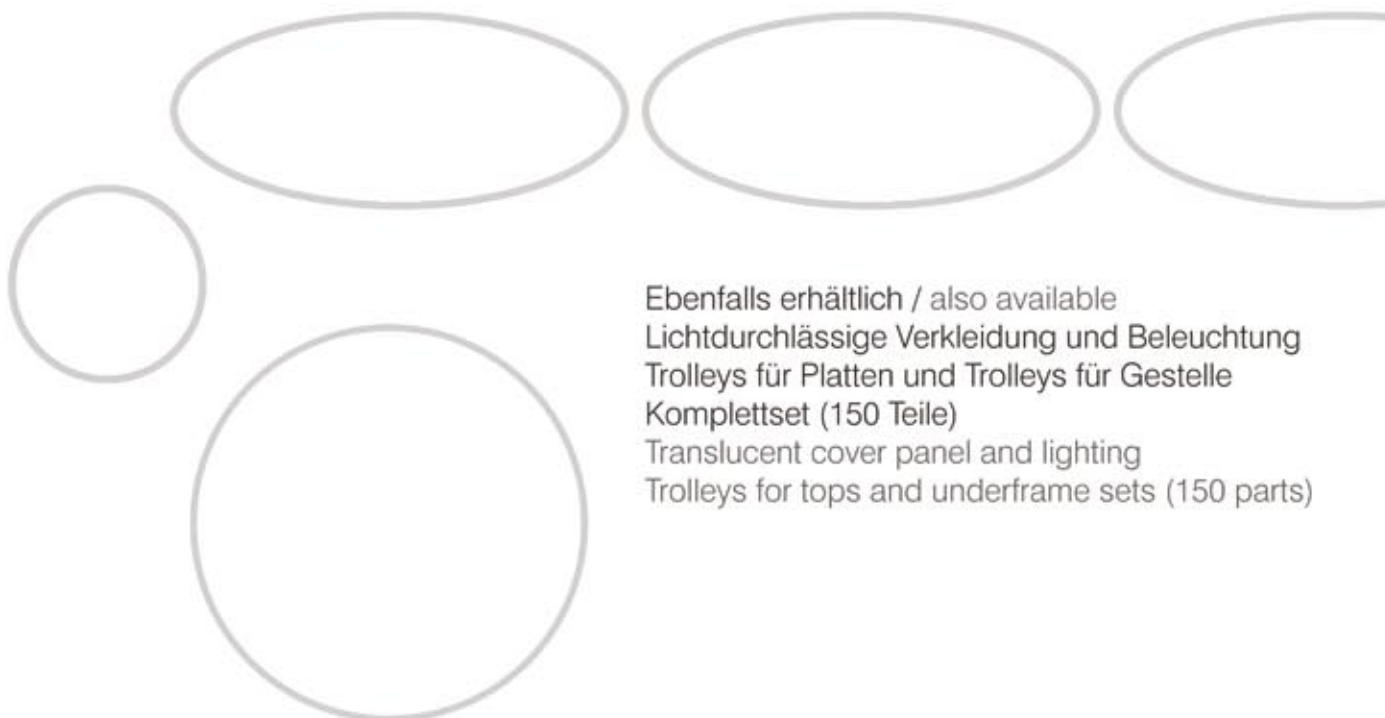 Ebenfalls erhältlich / also available
Lichtdurchlässige Verkleidung und Beleuchtung
Trolleys für Platten und Trolleys für Gestelle
Komplettset (150 Teile)
Translucent cover panel and lighting
Trolleys for tops and underframe sets (150 parts)